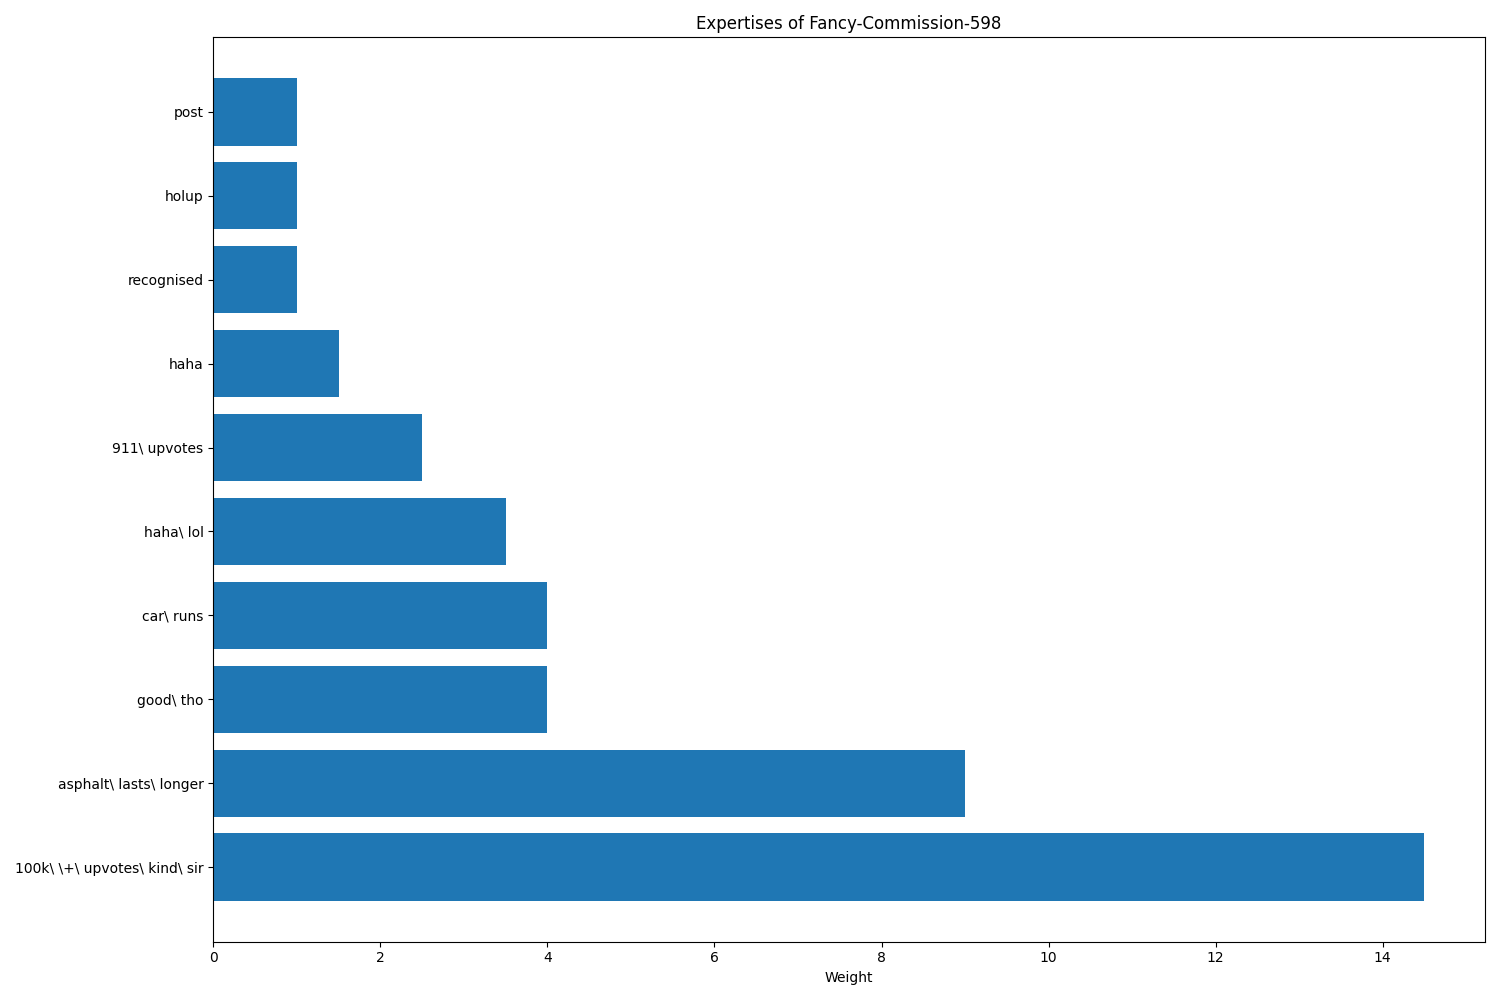 Expertises of Fancy-Commission-598
post
holup
recognised
haha
911\ upvotes
haha\ lol
car\ runs
good\ tho
asphalt\ lasts\ longer
100k\ \+\ upvotes\ kind\ sir
0 2 4 6 8 10 12 14
Weight